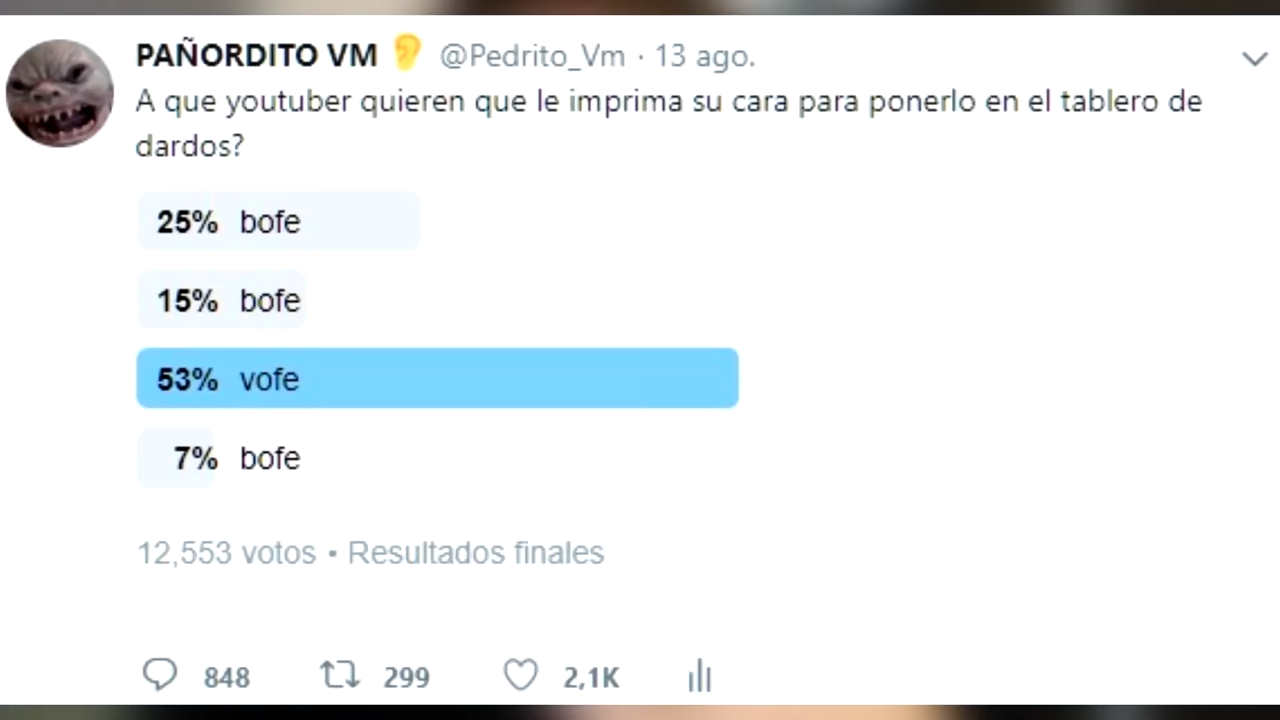 PAÑORDITO VM 👂 @Pedrito_Vm · 13 ago.
A que youtuber quieren que le imprima su cara para ponerlo en el tablero de
dardos?
25% bofe
15% bofe
53% vofe
7% bofe
12,553 votos • Resultados finales
848 299 2,1K